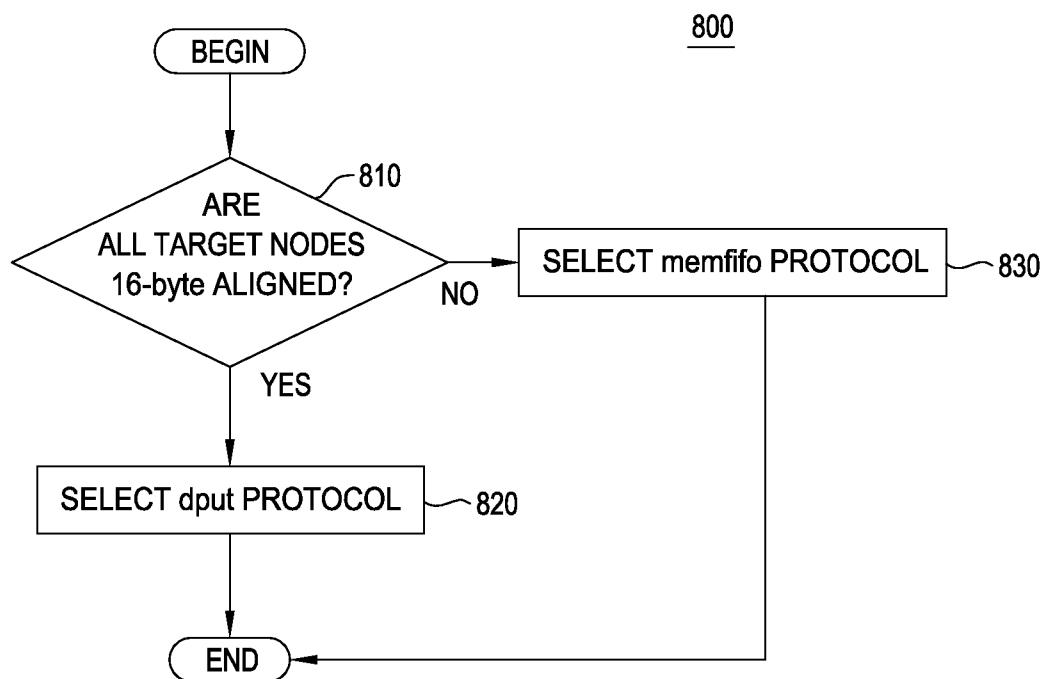 800
BEGIN
810
ARE
ALL TARGET NODES
16-byte ALIGNED?
NO
SELECT memfifo PROTOCOL
830
YES
SELECT dput PROTOCOL
820
END